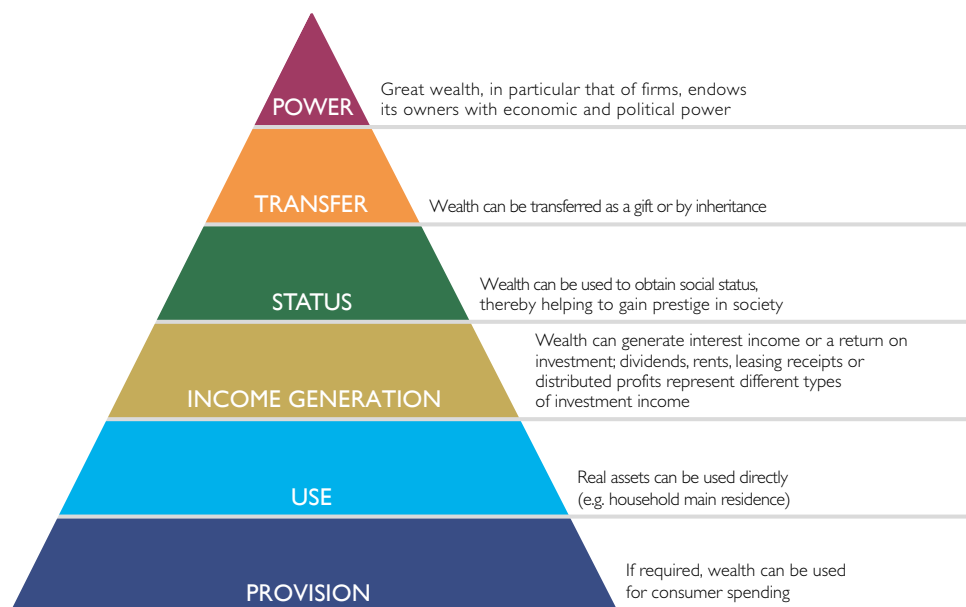 POWER
Great wealth, in particular that of firms, endows
its owners with economic and political power
TRANSFER
Wealth can be transferred as a gift or by inheritance
STATUS
Wealth can be used to obtain social status,
thereby helping to gain prestige in society
INCOME GENERATION
Wealth can generate interest income or a return on
investment; dividends, rents, leasing receipts or
distributed profits represent different types
of investment income
USE
Real assets can be used directly
(e.g. household main residence)
PROVISION
If required, wealth can be used
for consumer spending